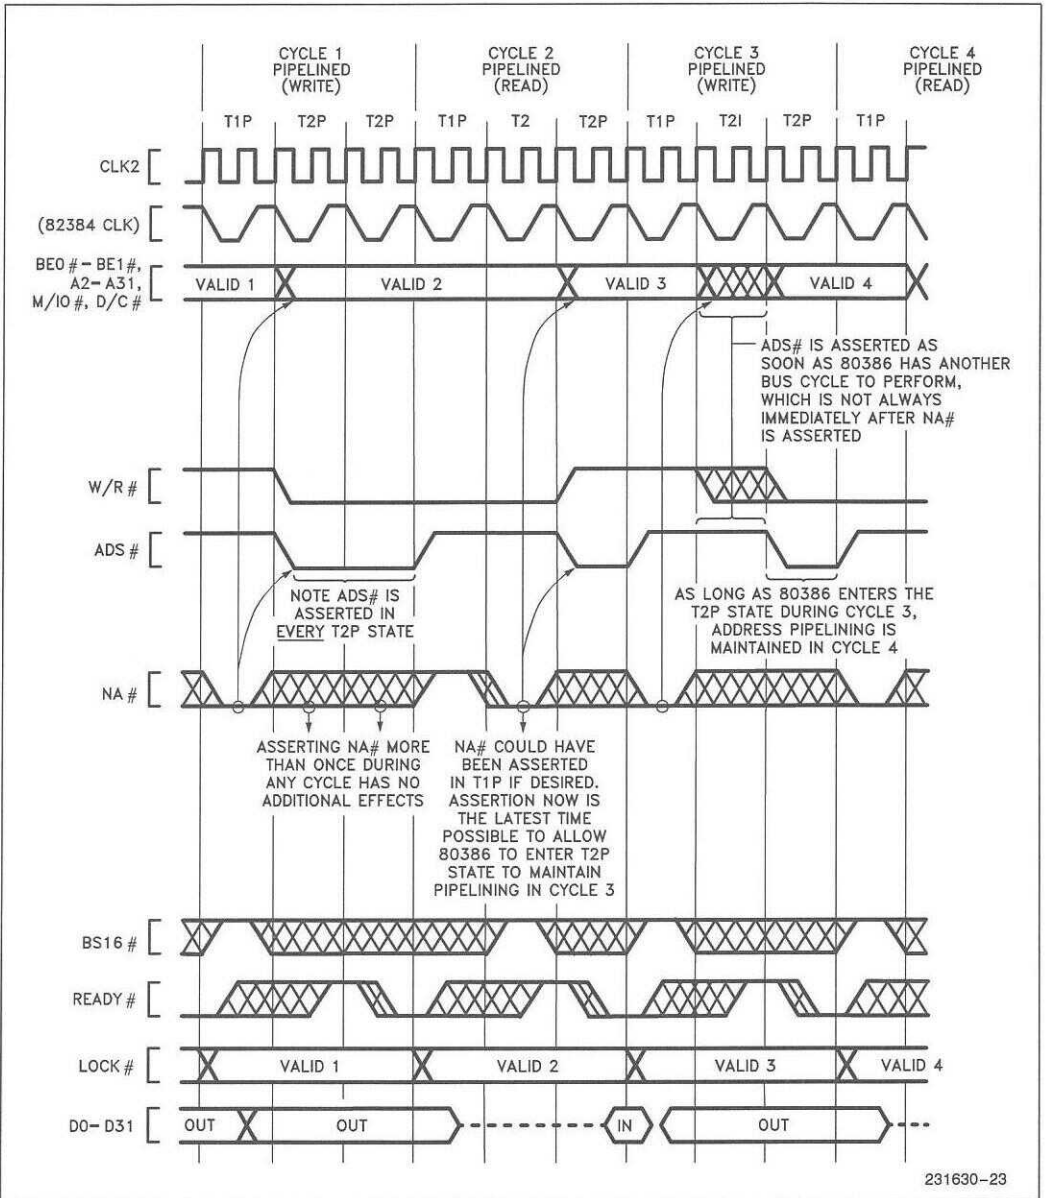 CYCLE 1
PIPELINED
(WRITE)
CYCLE 2
PIPELINED
(READ)
CYCLE 3
PIPELINED
(WRITE)
CYCLE 4
PIPELINED
(READ)
T1P T2P T2P T1P T2 T2P T1P T2I T2P T1P
CLK2
(82384 CLK)
BE0#-BE1#,
A2-A31,
M/IO#, D/C#
VALID 1 VALID 2 VALID 3 VALID 4
ADS# IS ASSERTED AS
SOON AS 80386 HAS ANOTHER
BUS CYCLE TO PERFORM,
WHICH IS NOT ALWAYS
IMMEDIATELY AFTER NA#
IS ASSERTED
W/R#
ADS#
NOTE ADS# IS
ASSERTED IN
EVERY T2P STATE
AS LONG AS 80386 ENTERS THE
T2P STATE DURING CYCLE 3,
ADDRESS PIPELINING IS
MAINTAINED IN CYCLE 4
NA#
ASSERTING NA# MORE
THAN ONCE DURING
ANY CYCLE HAS NO
ADDITIONAL EFFECTS
NA# COULD HAVE
BEEN ASSERTED
IN T1P IF DESIRED.
ASSERTION NOW IS
THE LATEST TIME
POSSIBLE TO ALLOW
80386 TO ENTER T2P
STATE TO MAINTAIN
PIPELINING IN CYCLE 3
BS16#
READY#
LOCK#
VALID 1 VALID 2 VALID 3 VALID 4
D0-D31
OUT OUT IN OUT
231630-23